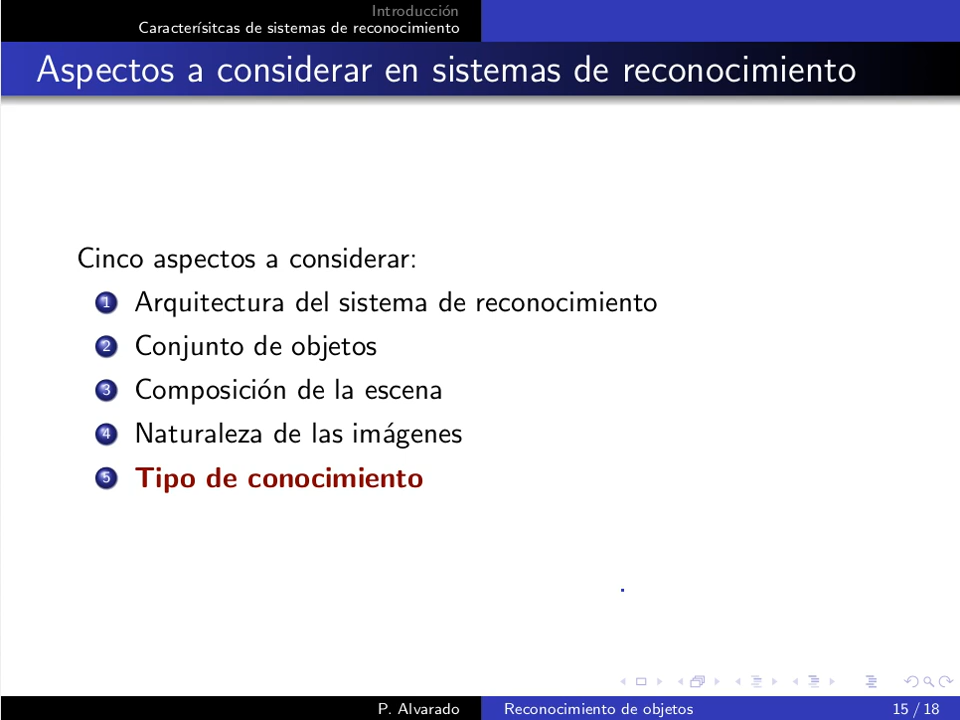 Introducción
Caracterísitcas de sistemas de reconocimiento
Aspectos a considerar en sistemas de reconocimiento
Cinco aspectos a considerar:
1 Arquitectura del sistema de reconocimiento
2 Conjunto de objetos
3 Composición de la escena
4 Naturaleza de las imágenes
5 Tipo de conocimiento
P. Alvarado Reconocimiento de objetos 15 / 18